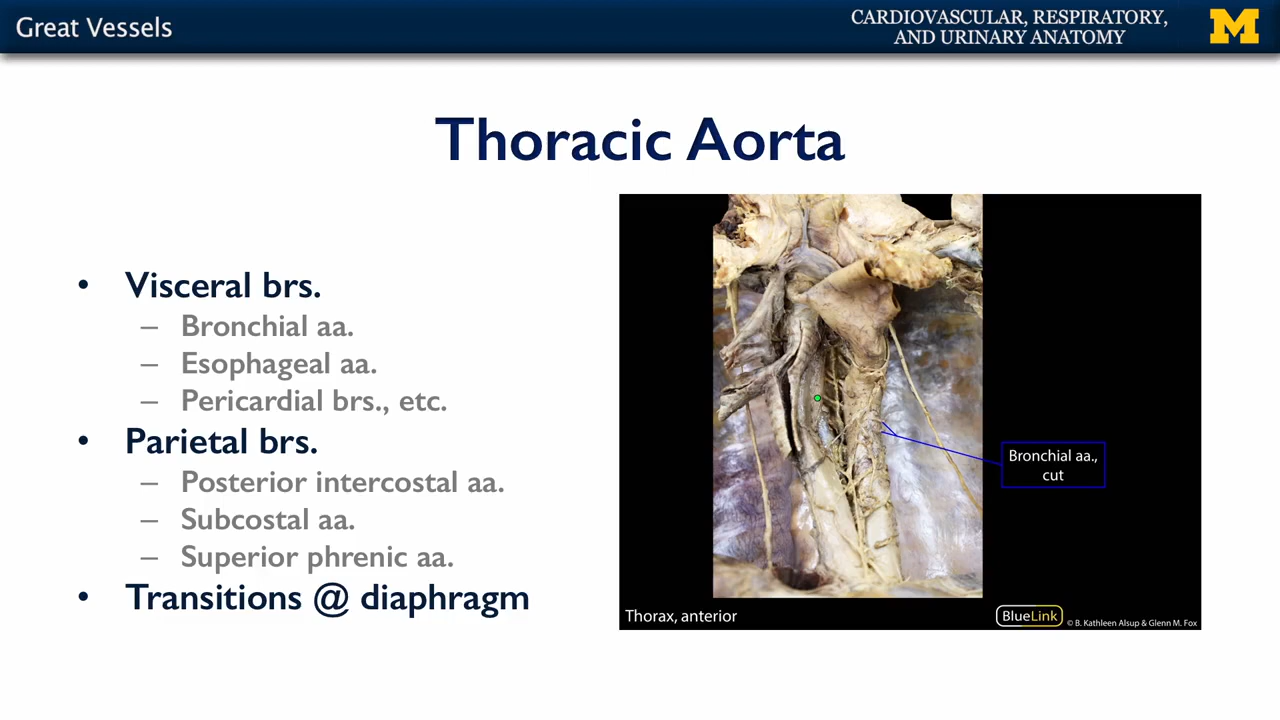 Great Vessels
CARDIOVASCULAR, RESPIRATORY,
AND URINARY ANATOMY
M
Thoracic Aorta
• Visceral brs.
– Bronchial aa.
– Esophageal aa.
– Pericardial brs., etc.
• Parietal brs.
– Posterior intercostal aa.
– Subcostal aa.
– Superior phrenic aa.
• Transitions @ diaphragm
Bronchial aa.,
cut
Thorax, anterior
BlueLink
© B. Kathleen Alsup & Glenn M. Fox